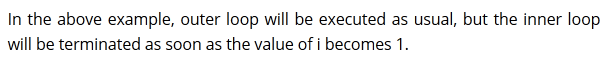 In the above example, outer loop will be executed as usual, but the inner loop
will be terminated as soon as the value of i becomes 1.